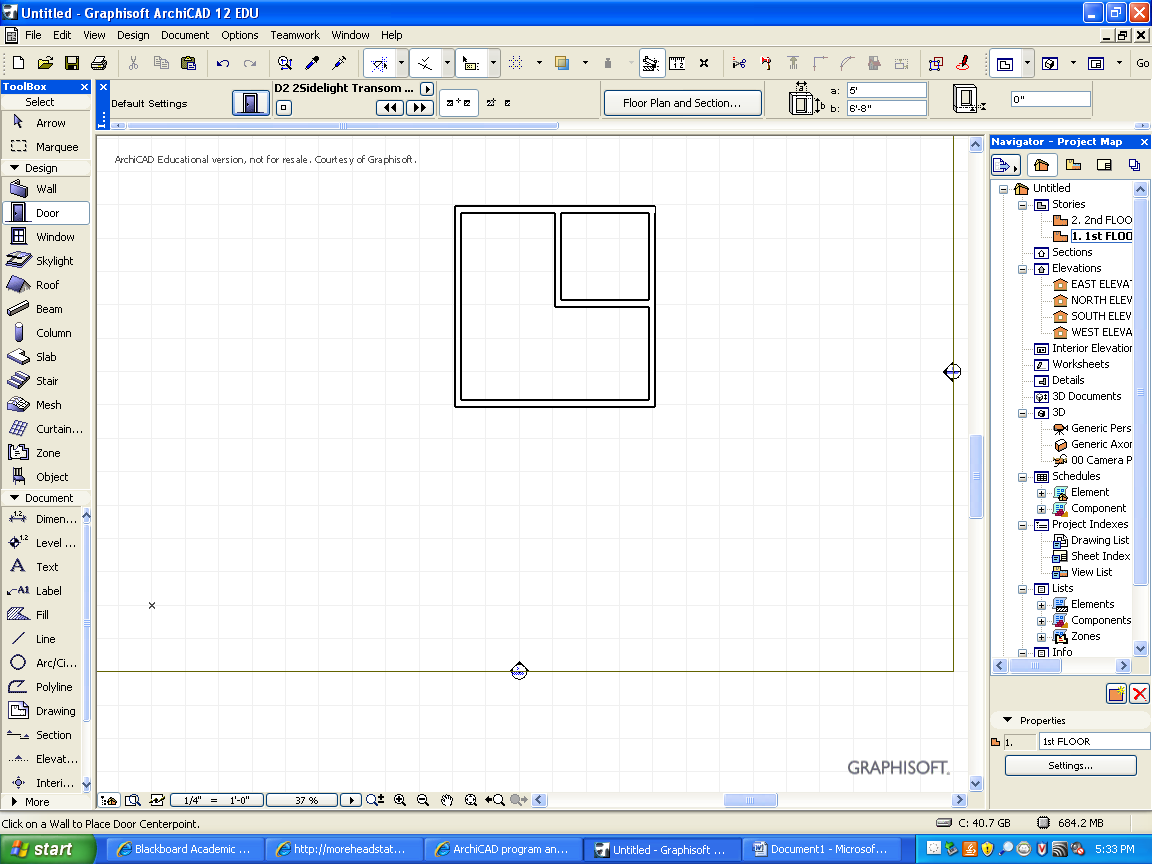 Untitled - Graphisoft ArchiCAD 12 EDU
File Edit View Design Document Options Teamwork Window Help
Go
ToolBox
Select
Arrow
Marquee
Design
Wall
Door
Window
Skylight
Roof
Beam
Column
Slab
Stair
Mesh
Curtain...
Zone
Object
Document
Dimen...
Level ...
Text
Label
Fill
Line
Arc/Ci...
Polyline
Drawing
Section
Elevat...
Interi...
More
Default Settings
D2 2Sidelight Transom ...
Floor Plan and Section...
a: 5'
b: 6'-8"
0"
ArchiCAD Educational version, not for resale. Courtesy of Graphisoft.
GRAPHISOFT.
1/4" = 1'-0"
37 %
Navigator - Project Map
Untitled
Stories
2. 2nd FLOO
1. 1st FLOO
Sections
Elevations
EAST ELEVA
NORTH ELEV
SOUTH ELEV
WEST ELEVA
Interior Elevation
Worksheets
Details
3D Documents
3D
Generic Pers
Generic Axon
00 Camera P
Schedules
Element
Component
Project Indexes
Drawing List
Sheet Index
View List
Lists
Elements
Components
Zones
Info
Properties
1. 1st FLOOR
Settings...
Click on a Wall to Place Door Centerpoint.
C: 40.7 GB
684.2 MB
start
Blackboard Academic ...
http://moreheadstat...
ArchiCAD program an...
Untitled - Graphisoft ...
Document1 - Microsof...
5:33 PM